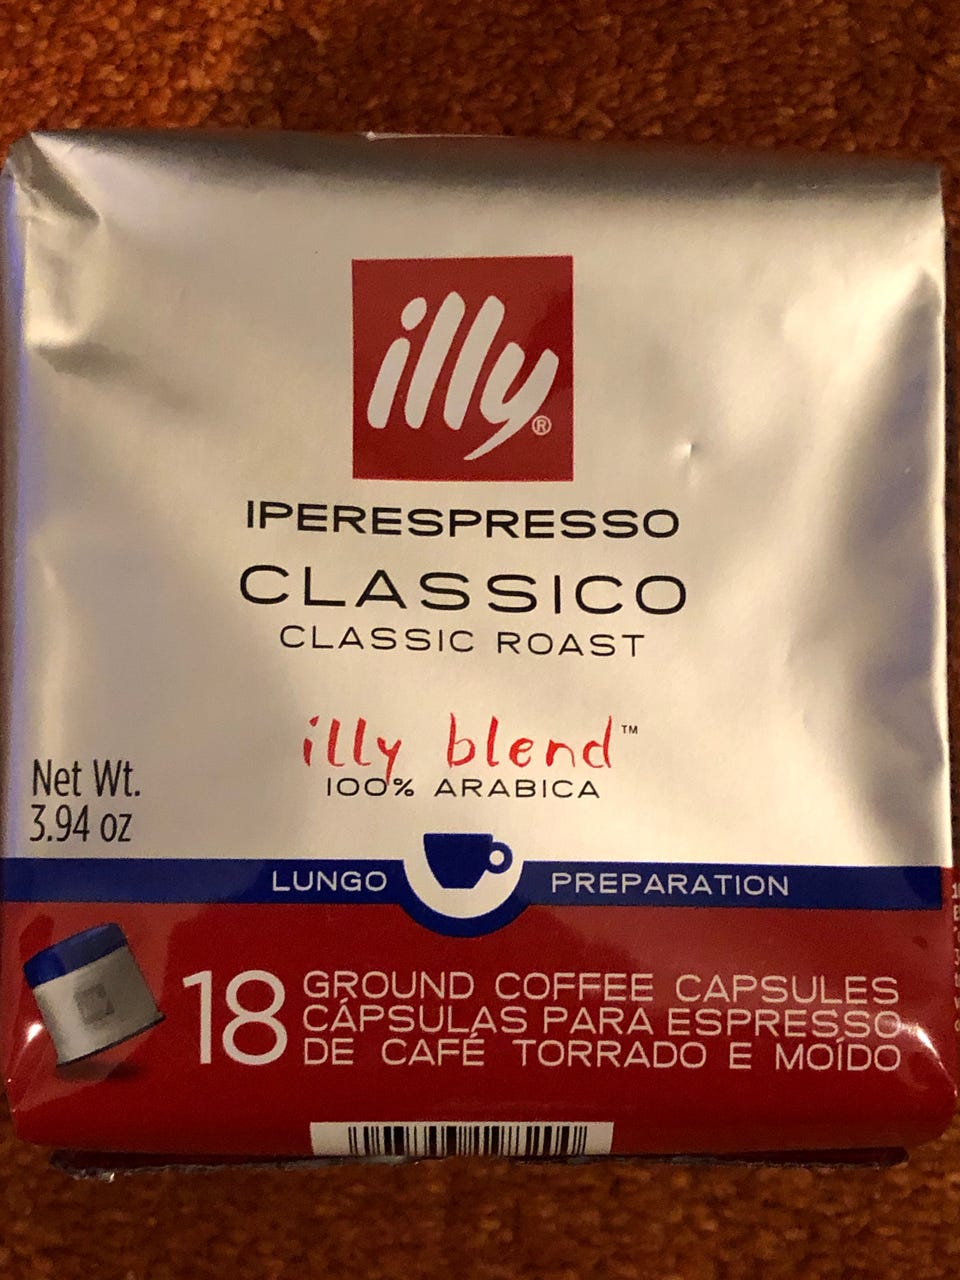 illy®
IPERESPRESSO
CLASSICO
CLASSIC ROAST
illy blend™
100% ARABICA
Net Wt.
3.94 oz
LUNGO PREPARATION
18 GROUND COFFEE CAPSULES
CÁPSULAS PARA ESPRESSO
DE CAFÉ TORRADO E MOÍDO